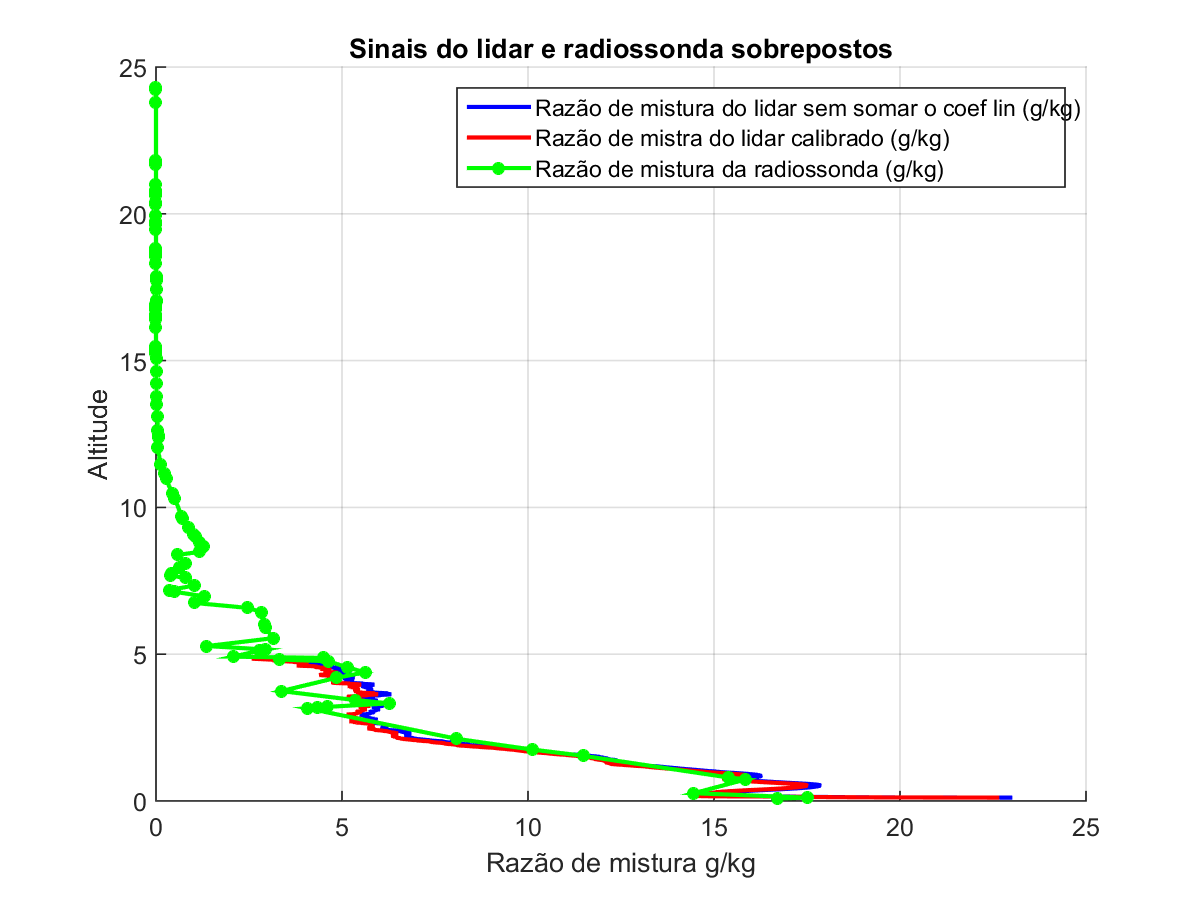 Sinais do lidar e radiossonda sobrepostos
Razão de mistura do lidar sem somar o coef lin (g/kg)
Razão de mistra do lidar calibrado (g/kg)
Razão de mistura da radiossonda (g/kg)
Altitude
25
20
15
10
5
0
0 5 10 15 20 25
Razão de mistura g/kg